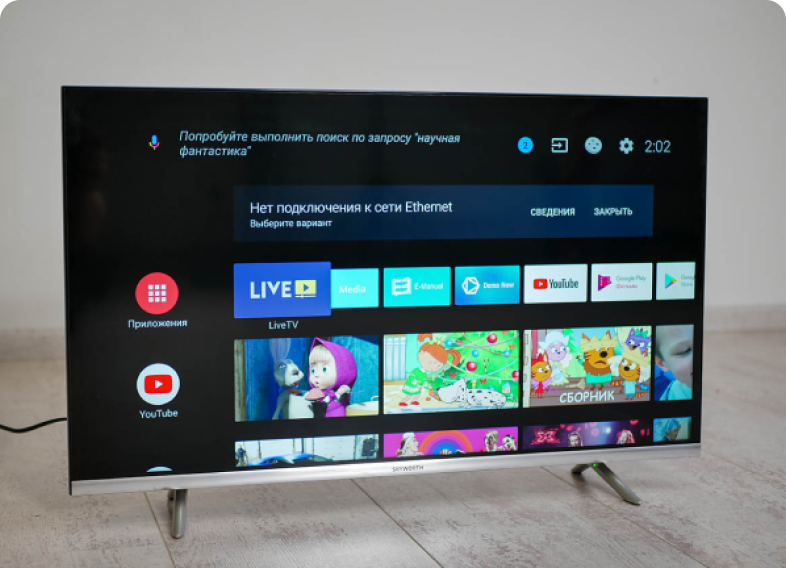 Попробуйте выполнить поиск по запросу "научная
фантастика"
2
2:02
Нет подключения к сети Ethernet
Выберите вариант
СВЕДЕНИЯ
ЗАКРЫТЬ
LIVE
Media
E-Manual
Demo Now
YouTube
Google Play
Приложения
LiveTV
YouTube
СБОРНИК
SKYWORTH